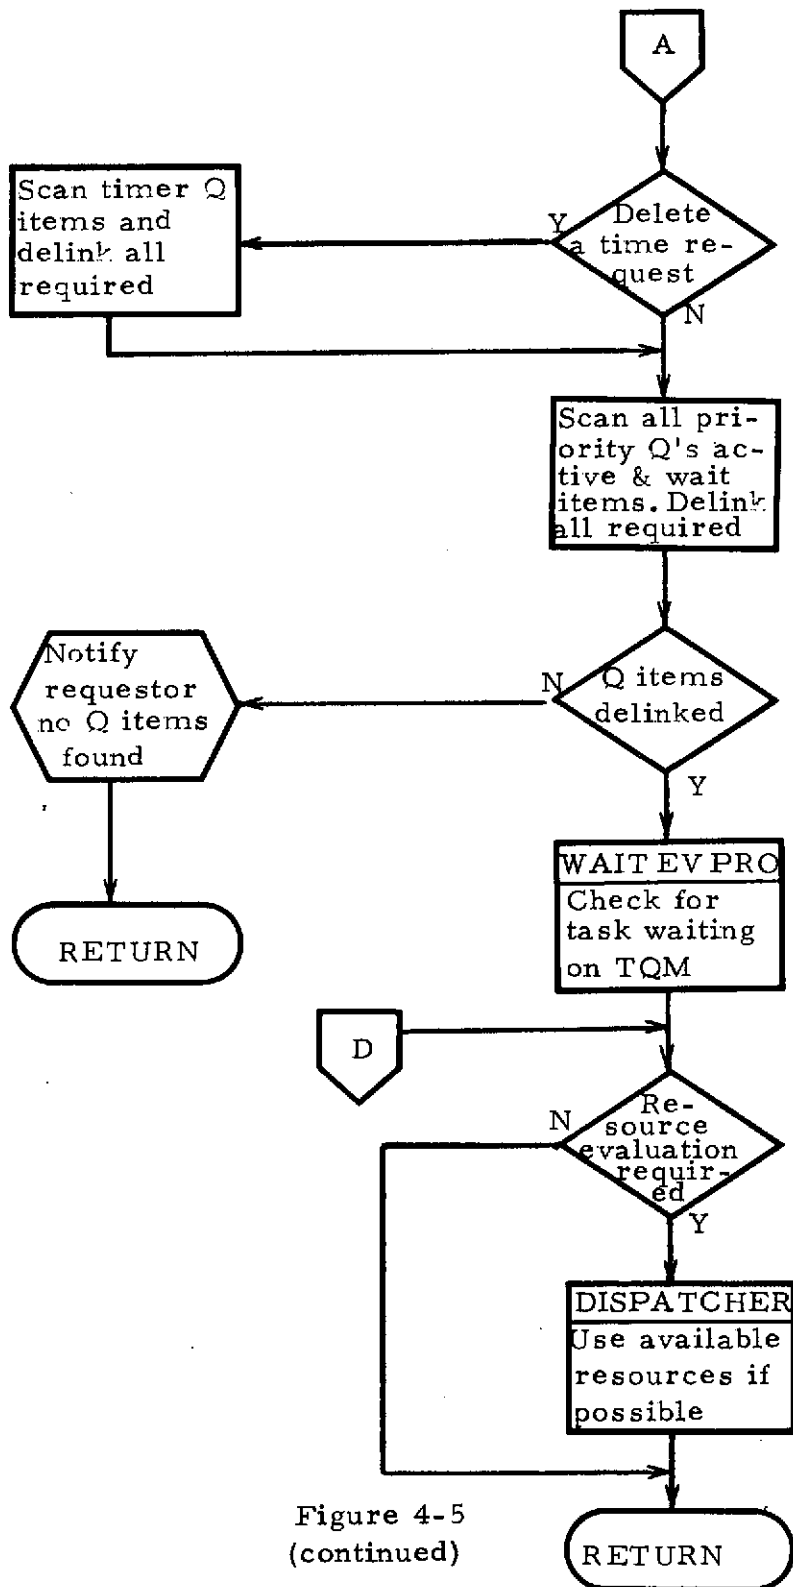 A
Scan timer Q
items and
delink all
required
Y
Delete
a time re-
quest
N
Scan all pri-
ority Q's ac-
tive & wait
items. Delink
all required
Notify
requestor
no Q items
found
N
Q items
delinked
Y
RETURN
WAIT EV PRO
Check for
task waiting
on TQM
D
N
Re-
source
evaluation
requir-
ed
Y
DISPATCHER
Use available
resources if
possible
Figure 4-5
(continued)
RETURN